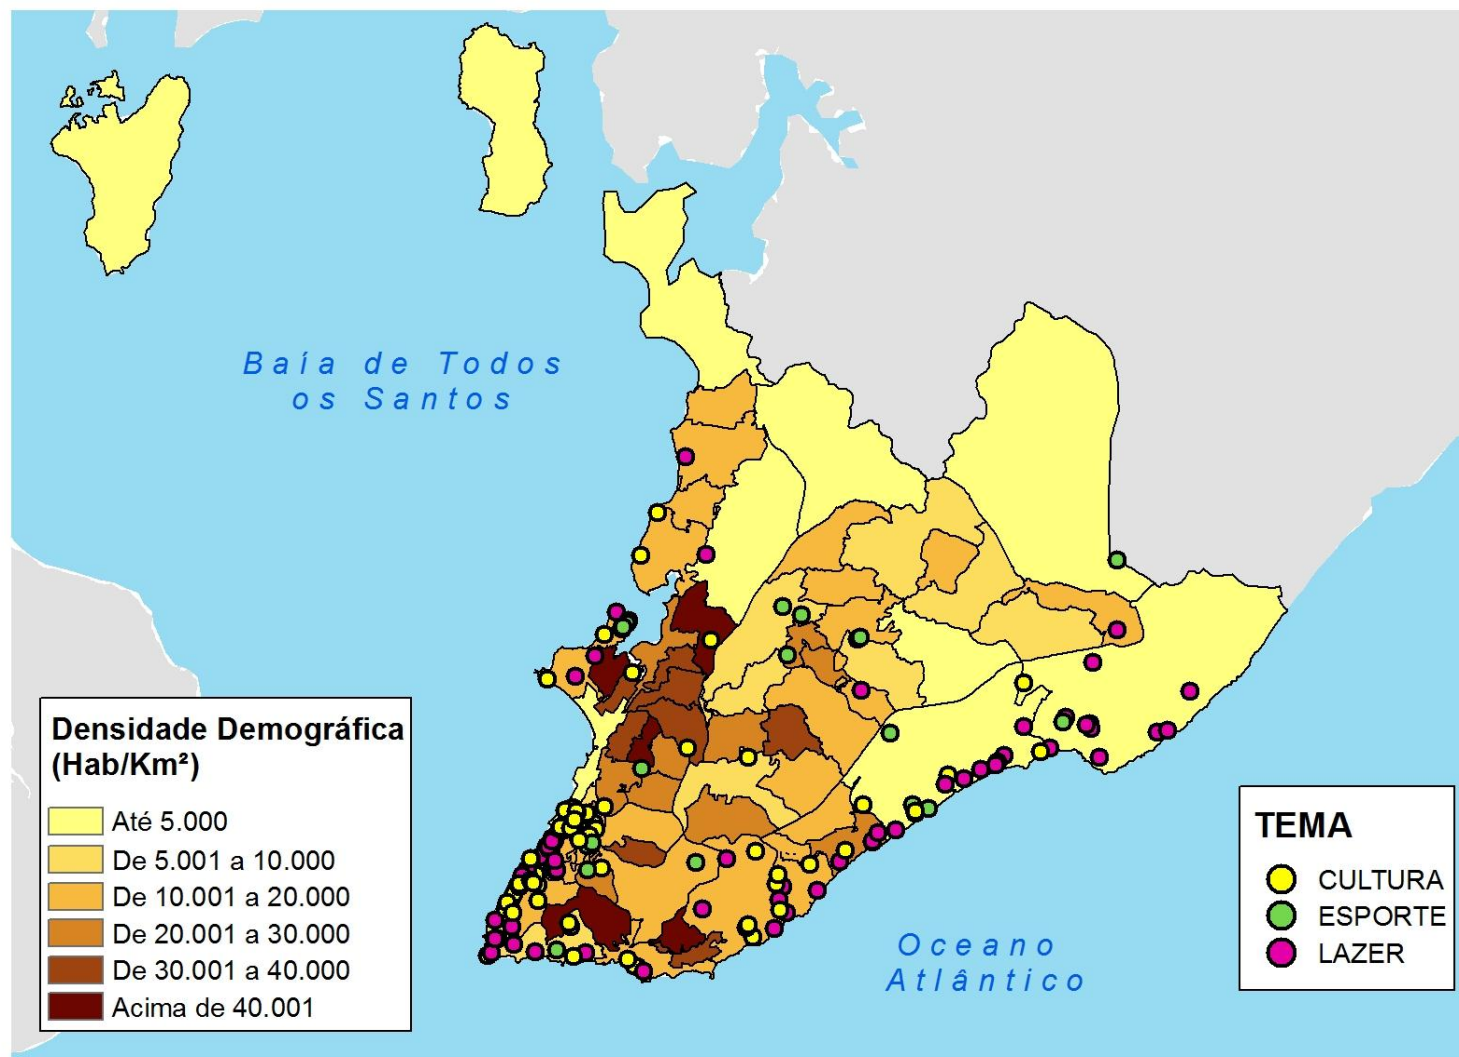 Baía de Todos
os Santos
Densidade Demográfica
(Hab/Km²)
Até 5.000
De 5.001 a 10.000
De 10.001 a 20.000
De 20.001 a 30.000
De 30.001 a 40.000
Acima de 40.001
TEMA
CULTURA
ESPORTE
LAZER
Oceano
Atlântico